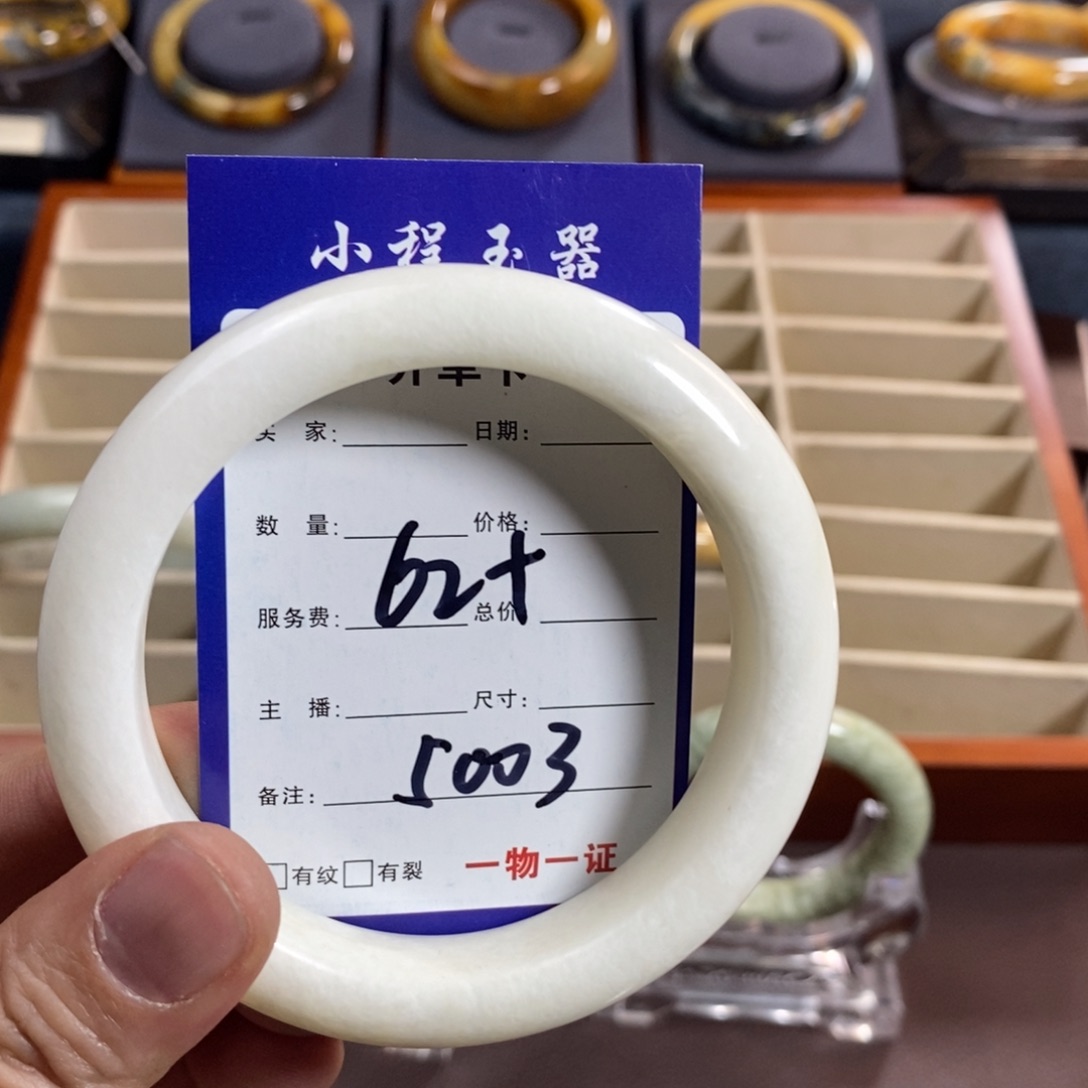 小程玉器
家: 日期:
数 量: 价格:
62+
服务费: 总价
主 播: 尺寸:
5003
备注:
有纹 有裂 一物一证